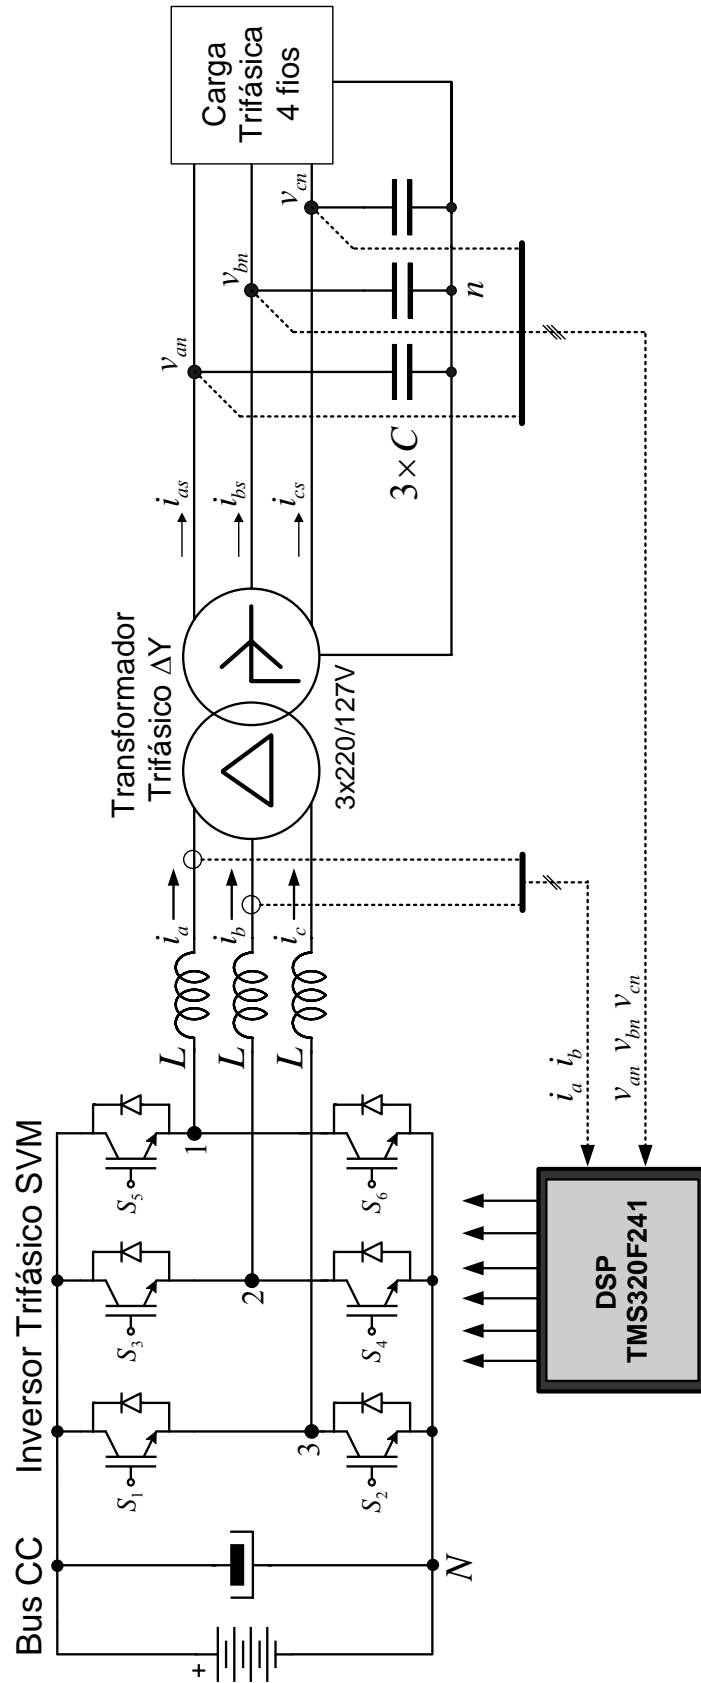 Bus CC
Inversor Trifásico SVM
Transformador
Trifásico ΔY
3x220/127V
Carga
Trifásica
4 fios
+
N
S₁
S₂
S₃
S₄
S₅
S₆
1
2
3
L
L
L
i_a
i_b
i_c
i_as
i_bs
i_cs
v_an
v_bn
v_cn
3×C
n
i_a i_b
v_an v_bn v_cn
DSP
TMS320F241